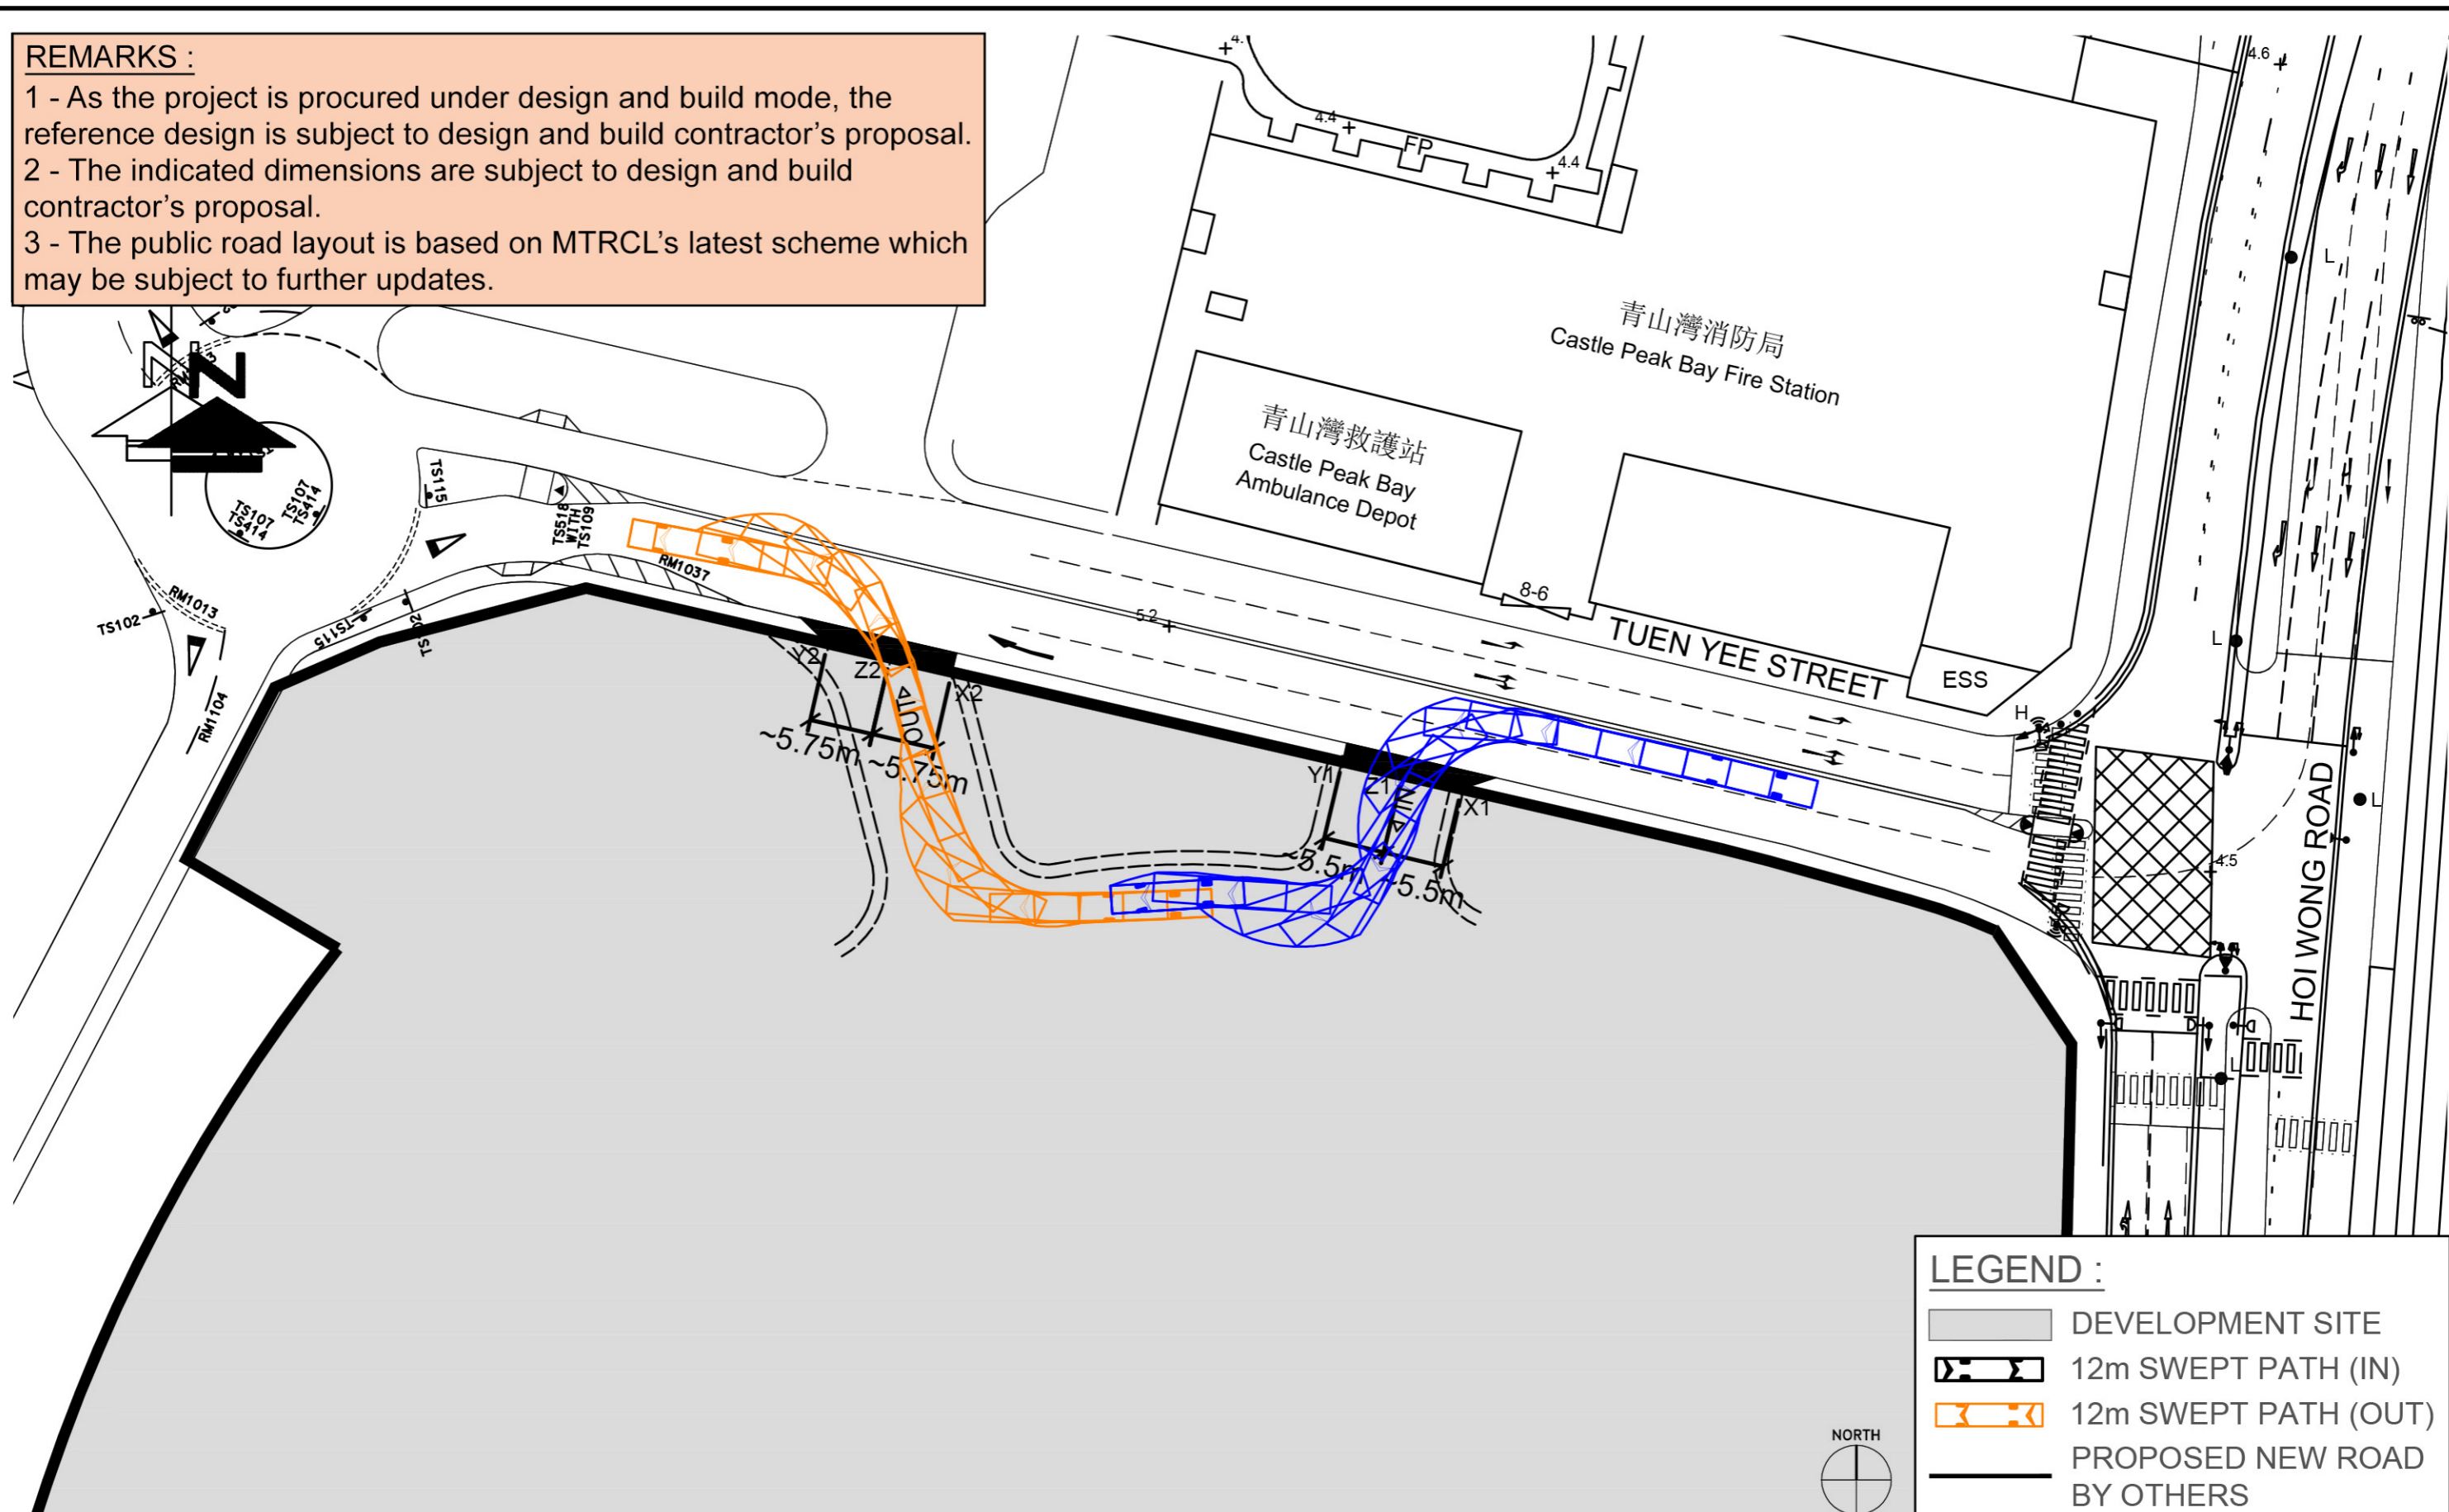 REMARKS :
1 - As the project is procured under design and build mode, the
reference design is subject to design and build contractor's proposal.
2 - The indicated dimensions are subject to design and build
contractor's proposal.
3 - The public road layout is based on MTRCL's latest scheme which
may be subject to further updates.
4.6
4.4
FP
4.4
L
青山灣消防局
Castle Peak Bay Fire Station
青山灣救護站
Castle Peak Bay
Ambulance Depot
N
TS115
TS107
TS414
TS107
TS414
TS518
WITH
TS109
RM1037
RM1013
TS102
TS115
RM1104
8-6
5.2
TUEN YEE STREET
ESS
H
L
L
Y2
Z2
X2
OUT
~5.75m
~5.75m
Y1
Z1
X1
IN
~5.5m
~5.5m
4.5
HOI WONG ROAD
L
NORTH
LEGEND :
DEVELOPMENT SITE
12m SWEPT PATH (IN)
12m SWEPT PATH (OUT)
PROPOSED NEW ROAD
BY OTHERS